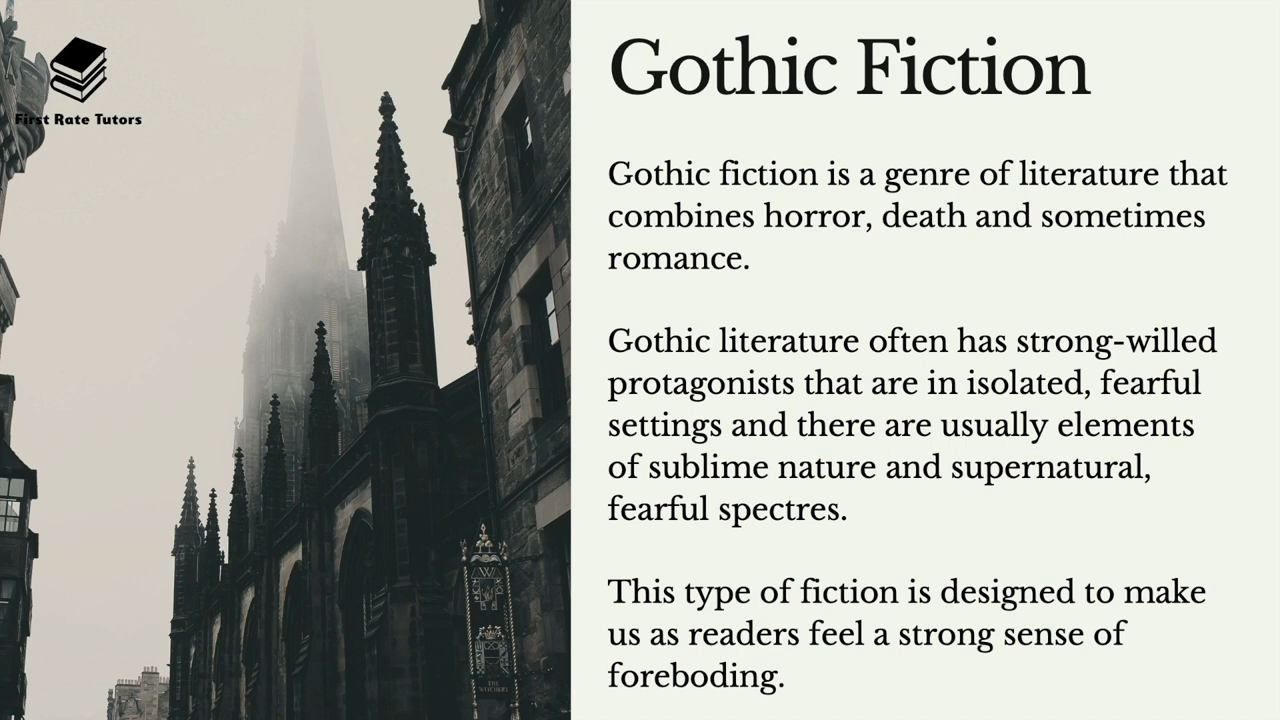 First Rate Tutors
Gothic Fiction
Gothic fiction is a genre of literature that
combines horror, death and sometimes
romance.
Gothic literature often has strong-willed
protagonists that are in isolated, fearful
settings and there are usually elements
of sublime nature and supernatural,
fearful spectres.
This type of fiction is designed to make
us as readers feel a strong sense of
foreboding.
W
THE
WITCHERY